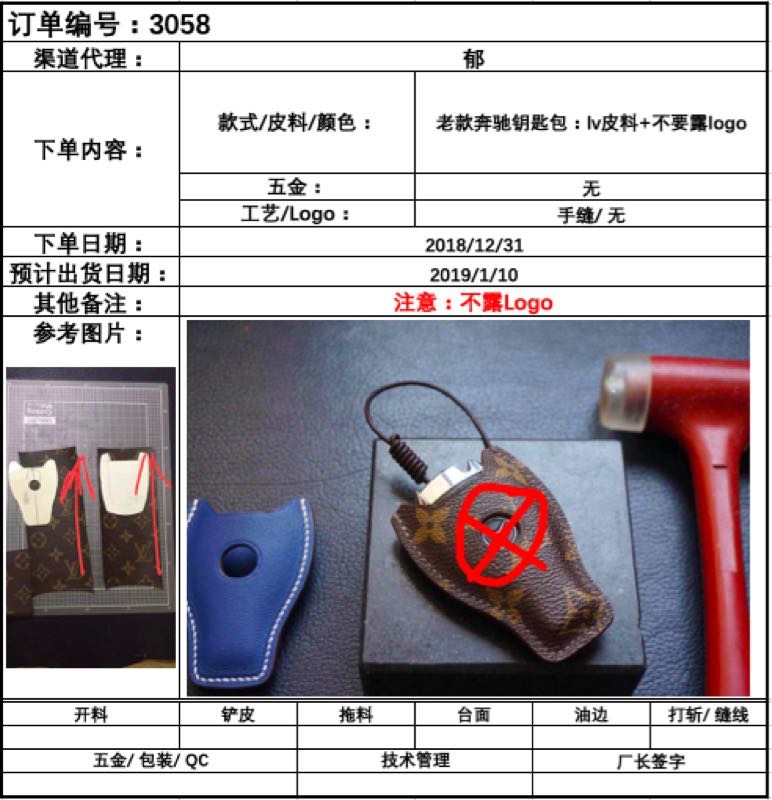 订单编号：3058
渠道代理： 郁
下单内容： 款式/皮料/颜色： 老款奔驰钥匙包：lv皮料+不要露logo
五金： 无
工艺/Logo： 手缝/ 无
下单日期： 2018/12/31
预计出货日期： 2019/1/10
其他备注： 注意：不露Logo
参考图片：
开料 铲皮 拖料 台面 油边 打斩/ 缝线
五金/ 包装/ QC 技术管理 厂长签字